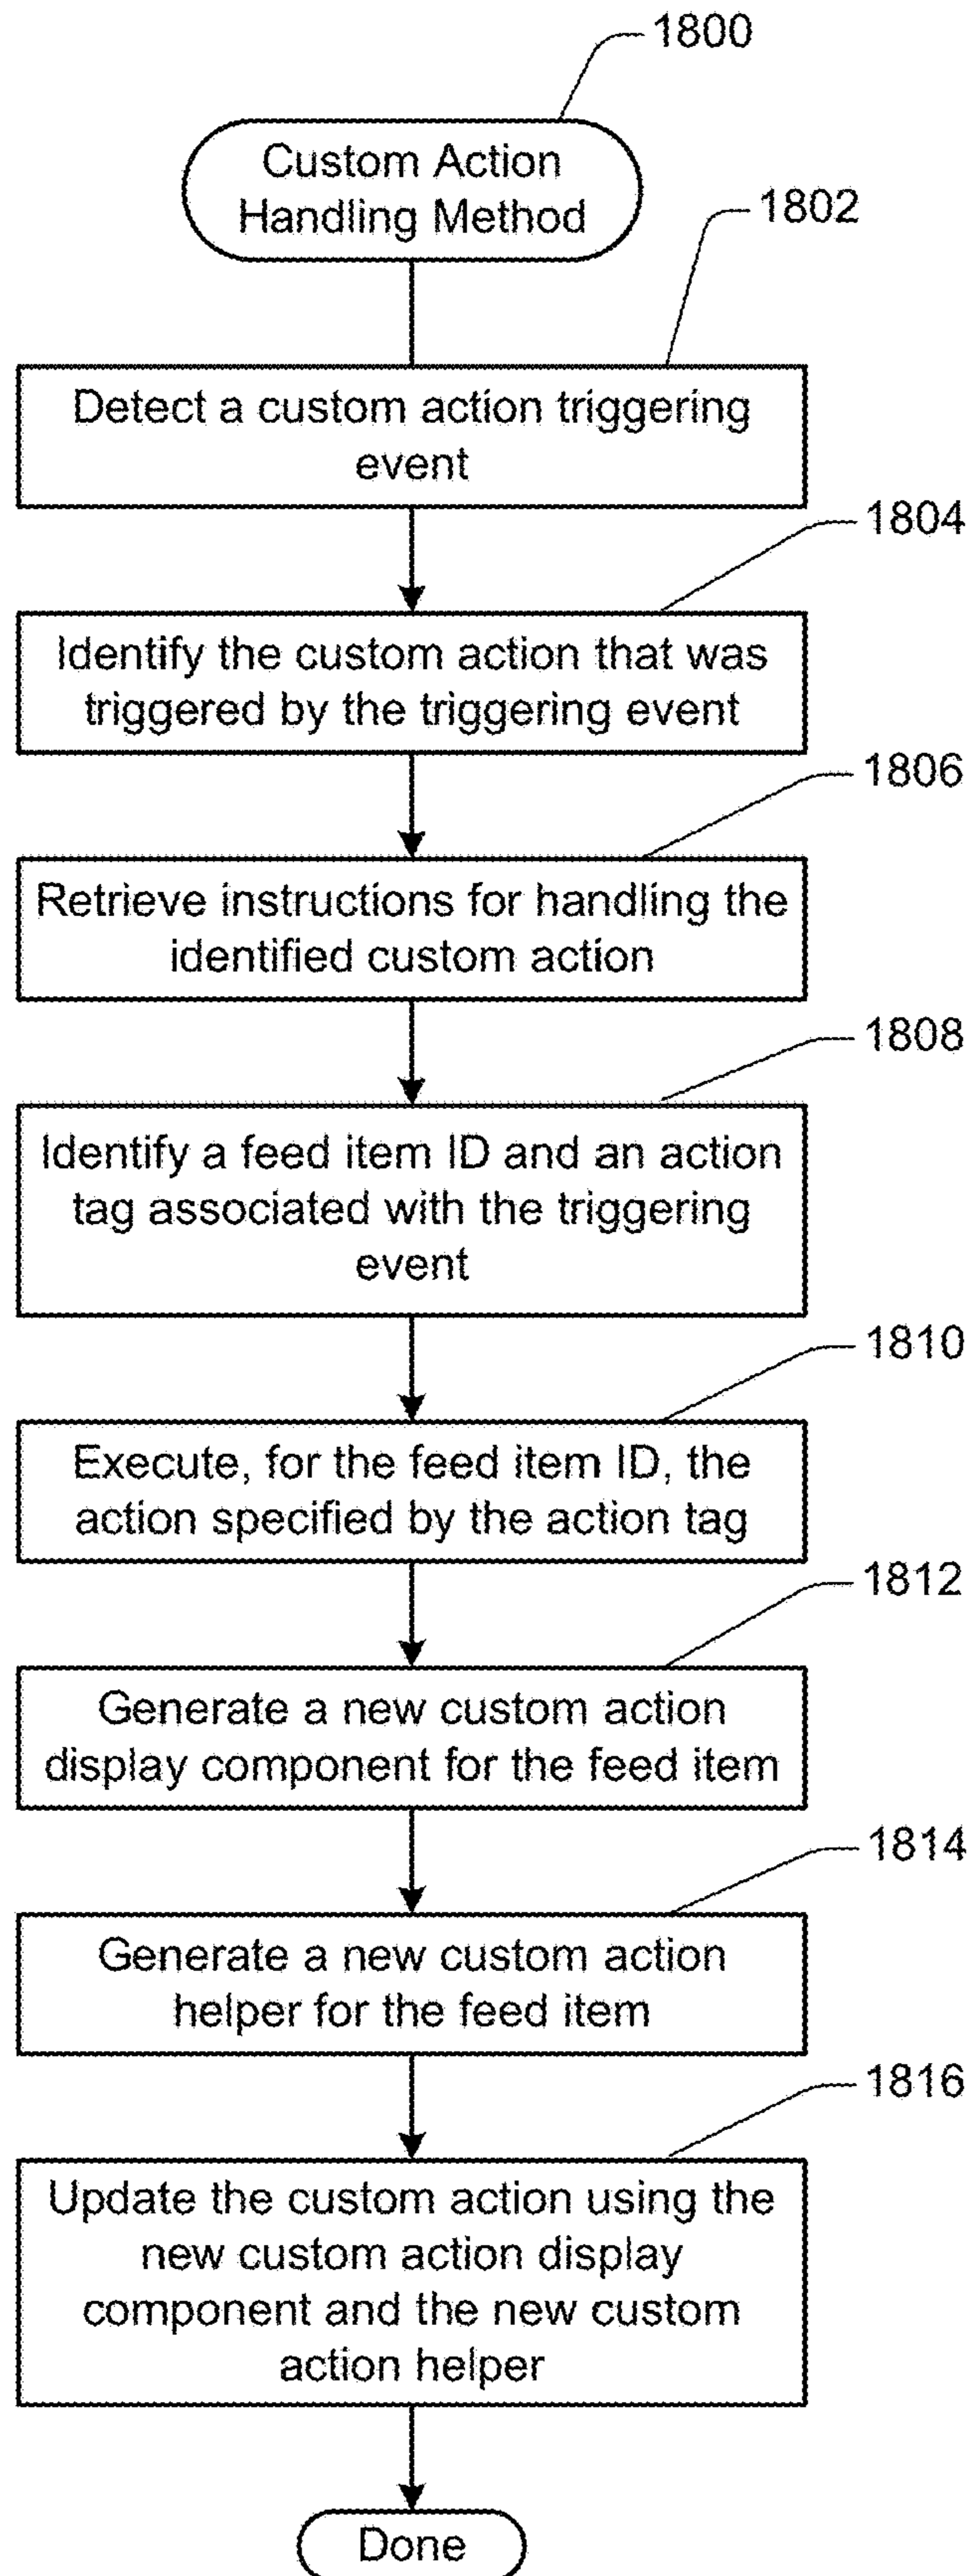 1800
Custom Action
Handling Method
1802
Detect a custom action triggering
event
1804
Identify the custom action that was
triggered by the triggering event
1806
Retrieve instructions for handling the
identified custom action
1808
Identify a feed item ID and an action
tag associated with the triggering
event
1810
Execute, for the feed item ID, the
action specified by the action tag
1812
Generate a new custom action
display component for the feed item
1814
Generate a new custom action
helper for the feed item
1816
Update the custom action using the
new custom action display
component and the new custom
action helper
Done